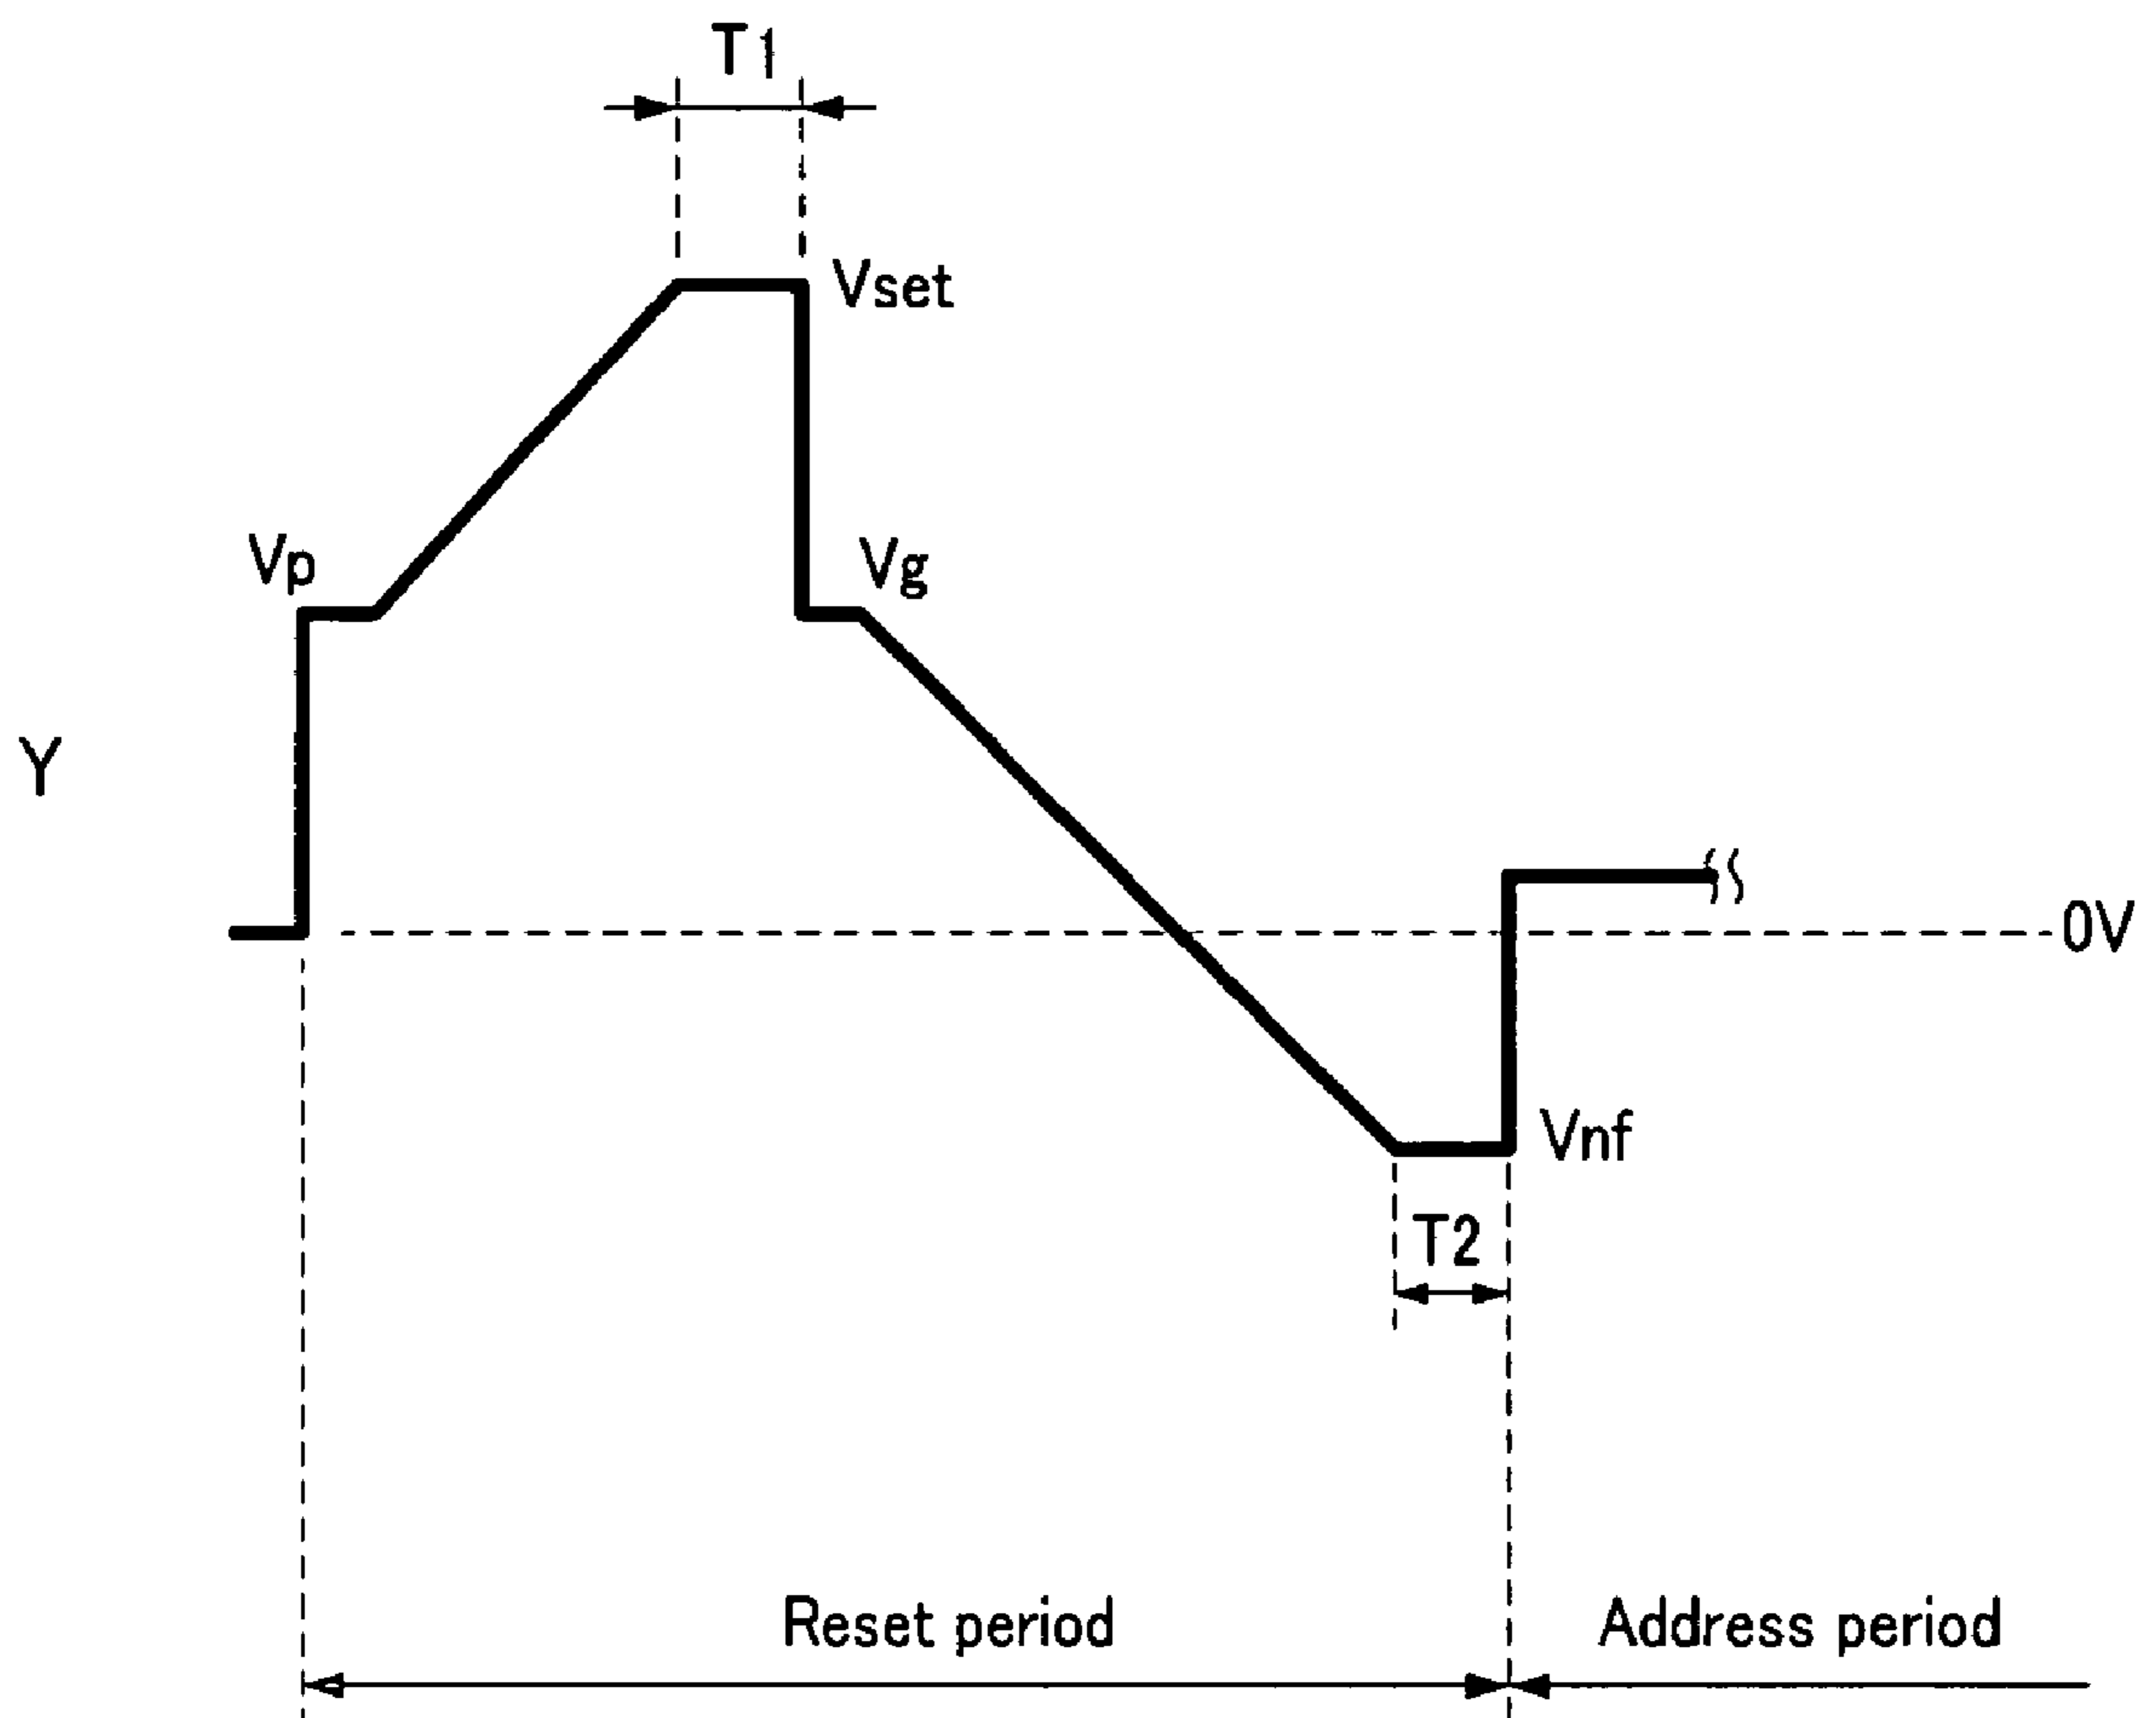 T1
Vset
Vp
Vg
Y
0V
Vnf
T2
Reset period
Address period